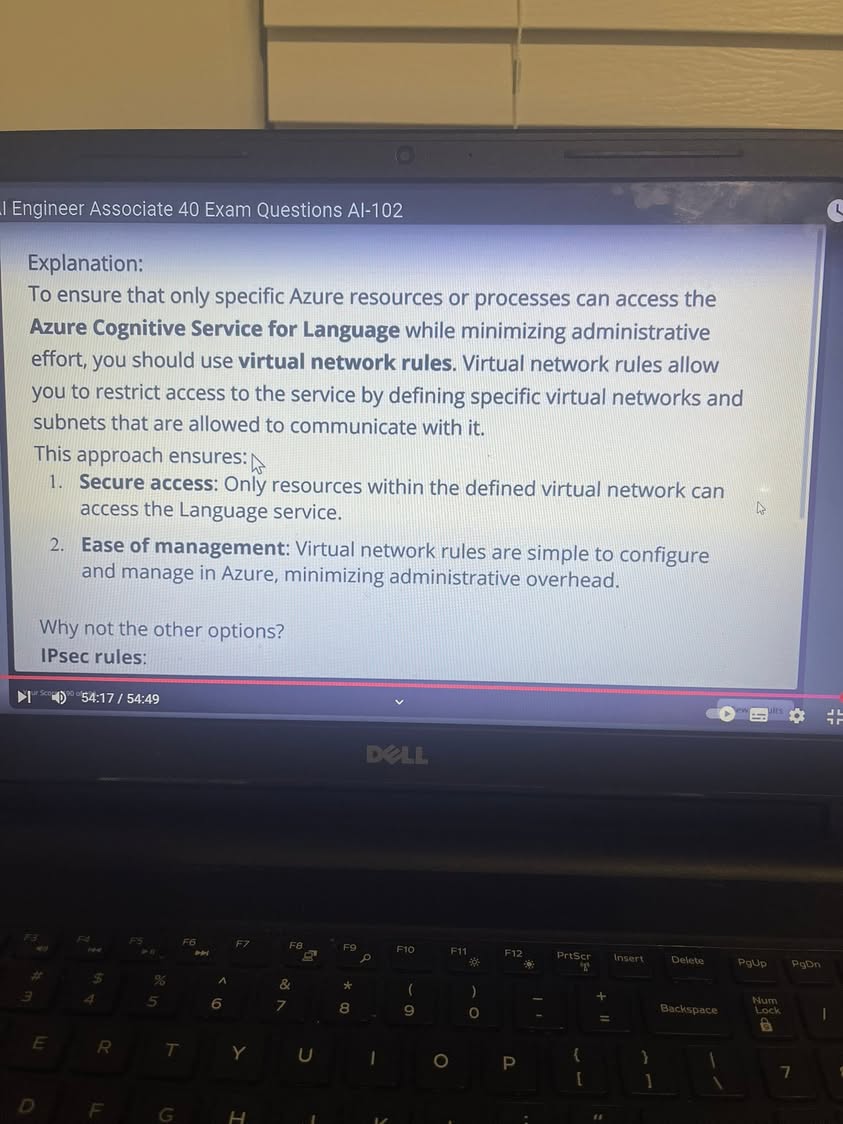 I Engineer Associate 40 Exam Questions AI-102
Explanation:
To ensure that only specific Azure resources or processes can access the
Azure Cognitive Service for Language while minimizing administrative
effort, you should use virtual network rules. Virtual network rules allow
you to restrict access to the service by defining specific virtual networks and
subnets that are allowed to communicate with it.
This approach ensures:
1. Secure access: Only resources within the defined virtual network can
access the Language service.
2. Ease of management: Virtual network rules are simple to configure
and manage in Azure, minimizing administrative overhead.
Why not the other options?
IPsec rules:
54:17 / 54:49
DELL
F3 F4 F5 F6 F7 F8 F9 F10 F11 F12 PrtScr Insert Delete PgUp PgDn
# $ % ^ & * ( ) _ +
3 4 5 6 7 8 9 0 - = Backspace Num Lock /
E R T Y U I O P { [ } ] | \ 7
D F G H